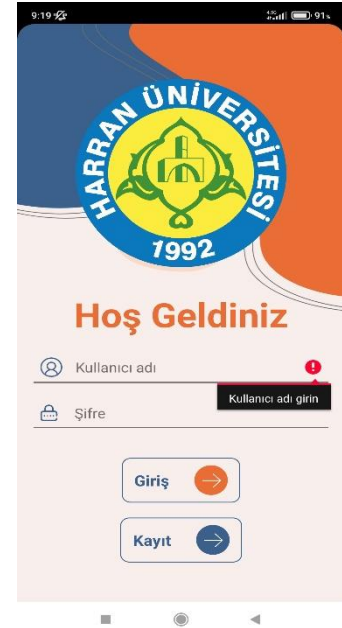 9:19
91%
HARRAN ÜNİVERSİTESİ
1992
Hoş Geldiniz
Kullanıcı adı
Kullanıcı adı girin
Şifre
Giriş
Kayıt